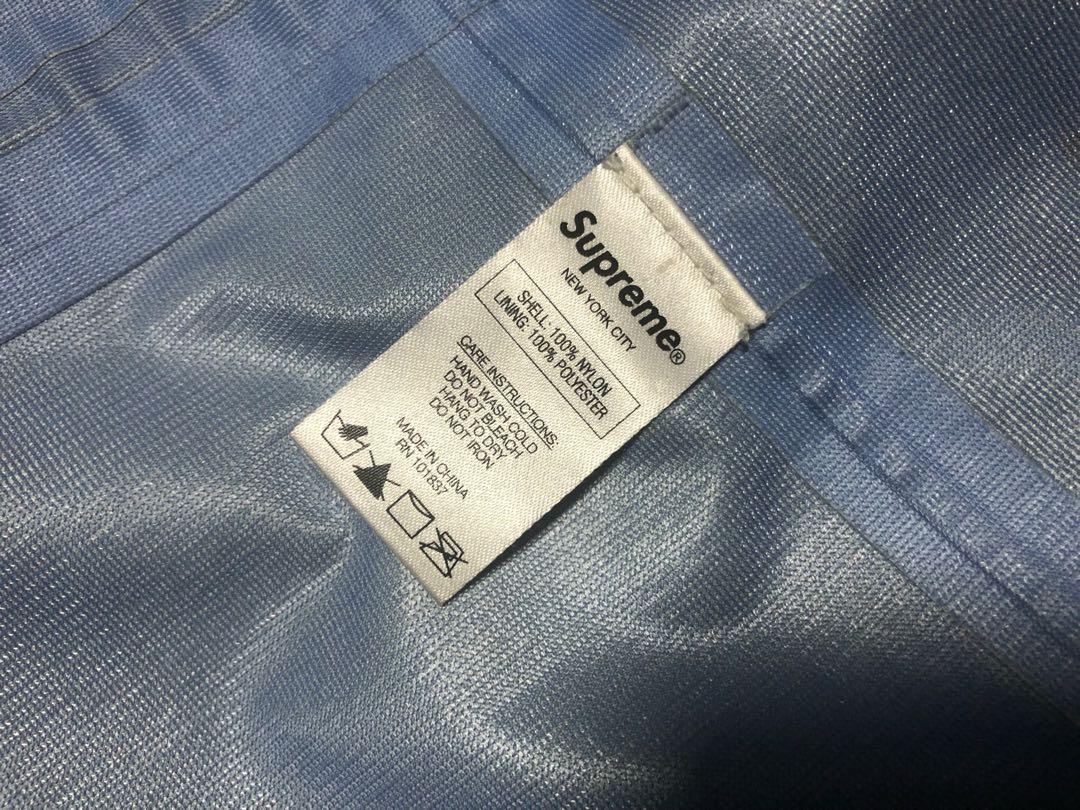 Supreme®
NEW YORK CITY
SHELL: 100% NYLON
LINING: 100% POLYESTER
CARE INSTRUCTIONS:
HAND WASH COLD
DO NOT BLEACH
HANG TO DRY
DO NOT IRON
MADE IN CHINA
RN 101837